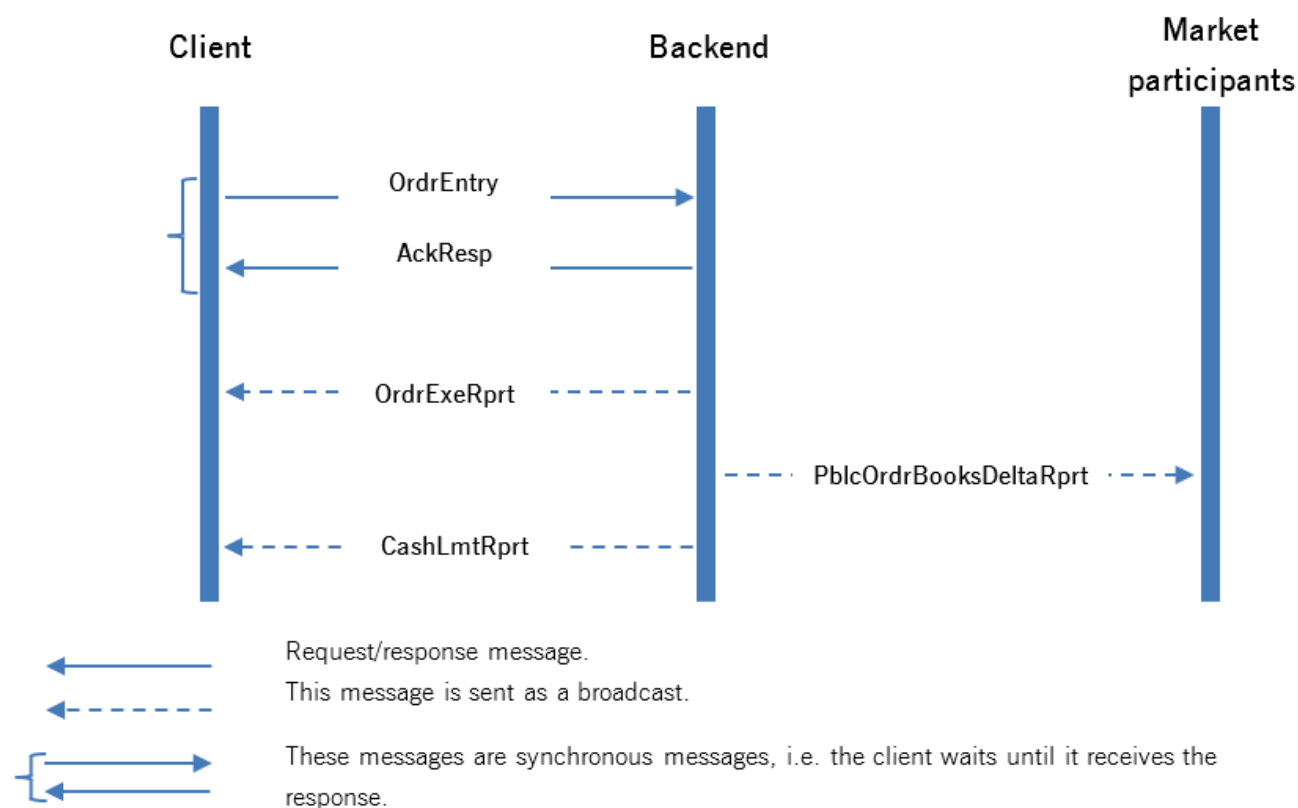 Client
Backend
Market
participants
OrdrEntry
AckResp
OrdrExeRprt
PblcOrdrBooksDeltaRprt
CashLmtRprt
Request/response message.
This message is sent as a broadcast.
These messages are synchronous messages, i.e. the client waits until it receives the
response.